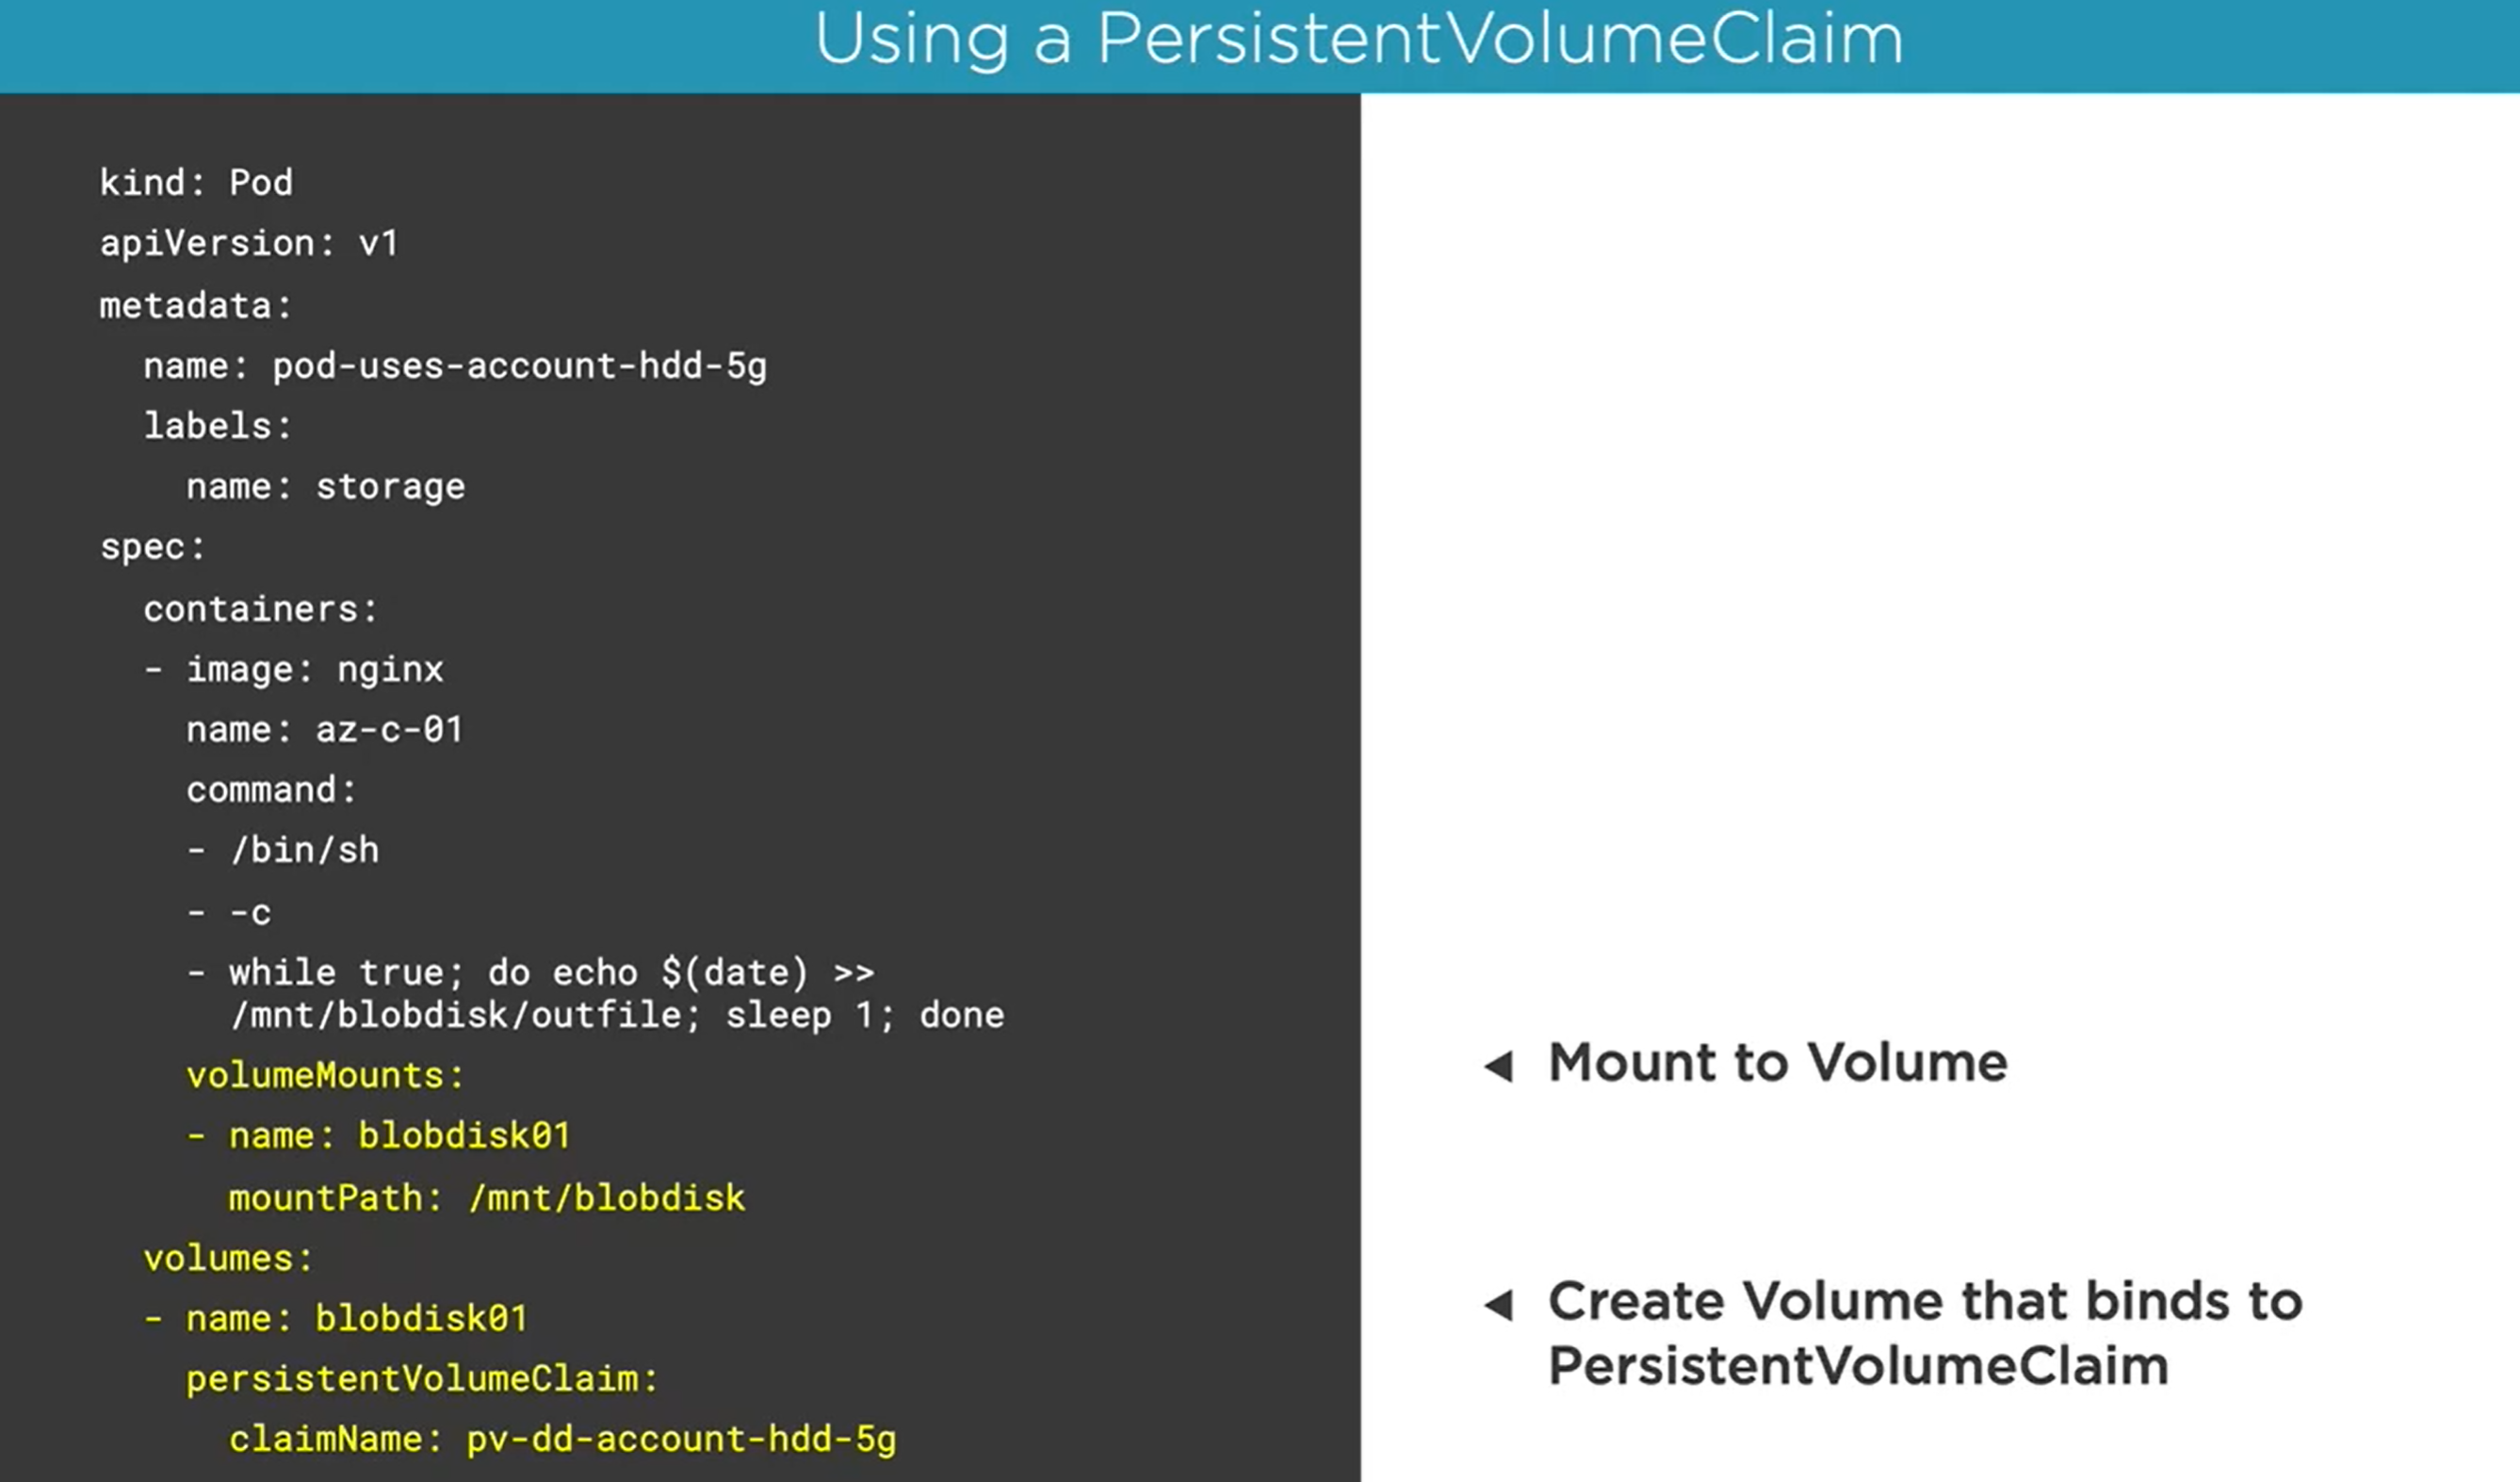 Using a PersistentVolumeClaim
kind: Pod
apiVersion: v1
metadata:
  name: pod-uses-account-hdd-5g
  labels:
    name: storage
spec:
  containers:
  - image: nginx
    name: az-c-01
    command:
    - /bin/sh
    - -c
    - while true; do echo $(date) >>
      /mnt/blobdisk/outfile; sleep 1; done
    volumeMounts:
    - name: blobdisk01
      mountPath: /mnt/blobdisk
  volumes:
  - name: blobdisk01
    persistentVolumeClaim:
      claimName: pv-dd-account-hdd-5g
◀ Mount to Volume
◀ Create Volume that binds to
PersistentVolumeClaim